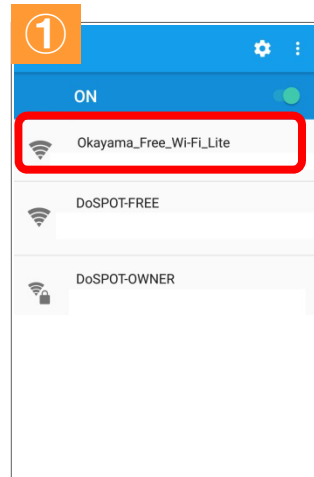 ①
ON
Okayama_Free_Wi-Fi_Lite
DoSPOT-FREE
DoSPOT-OWNER